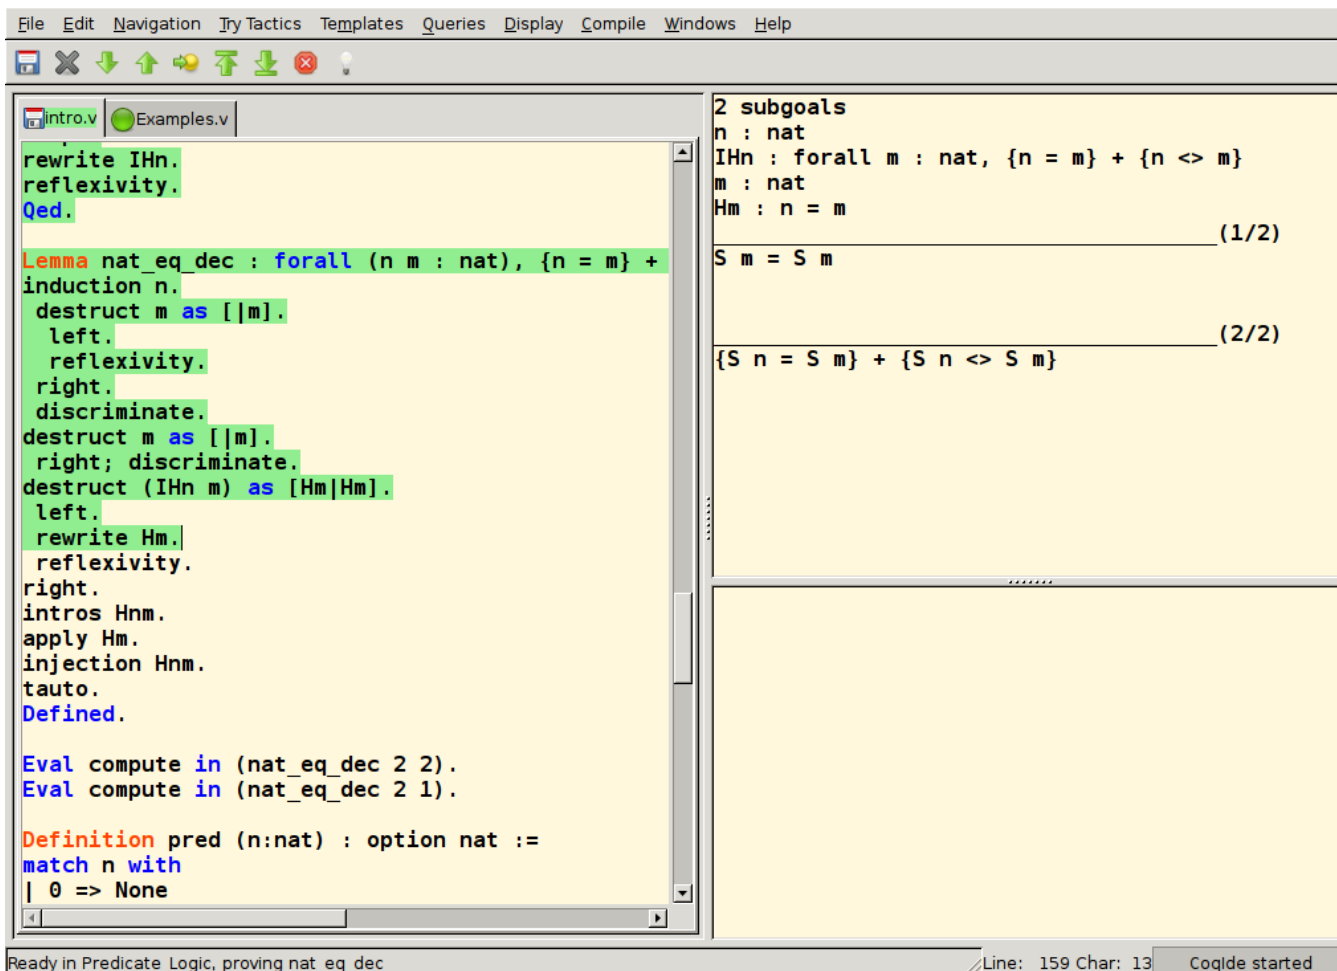 File Edit Navigation Try Tactics Templates Queries Display Compile Windows Help
intro.v Examples.v
rewrite IHn.
reflexivity.
Qed.
Lemma nat_eq_dec : forall (n m : nat), {n = m} +
induction n.
destruct m as [|m].
left.
reflexivity.
right.
discriminate.
destruct m as [|m].
right; discriminate.
destruct (IHn m) as [Hm|Hm].
left.
rewrite Hm.
reflexivity.
right.
intros Hnm.
apply Hm.
injection Hnm.
tauto.
Defined.
Eval compute in (nat_eq_dec 2 2).
Eval compute in (nat_eq_dec 2 1).
Definition pred (n:nat) : option nat :=
match n with
| 0 => None
2 subgoals
n : nat
IHn : forall m : nat, {n = m} + {n <> m}
m : nat
Hm : n = m
(1/2)
S m = S m
(2/2)
{S n = S m} + {S n <> S m}
Ready in Predicate_Logic, proving nat_eq_dec
Line: 159 Char: 13
CoqIde started